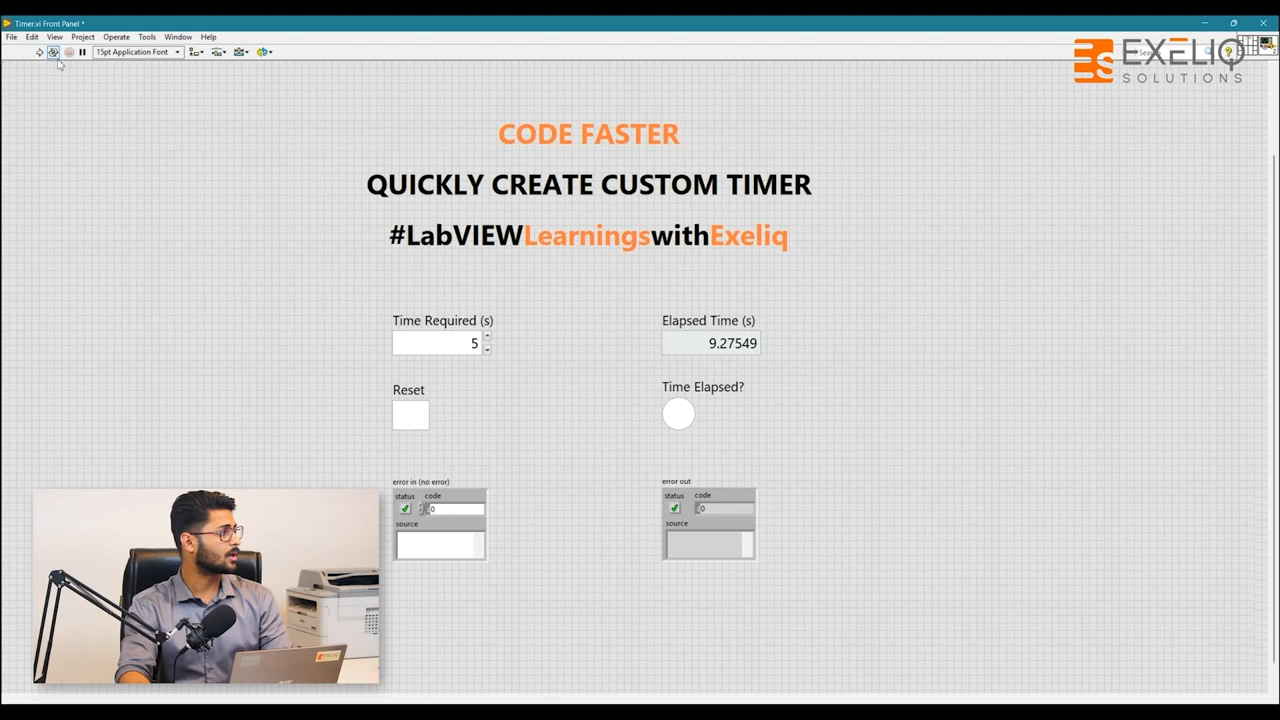 Timer.vi Front Panel *
File Edit View Project Operate Tools Window Help
15pt Application Font
EXELIQ
SOLUTIONS
?
CODE FASTER
QUICKLY CREATE CUSTOM TIMER
#LabVIEWLearningswithExeliq
Time Required (s)
Elapsed Time (s)
5
9.27549
Reset
Time Elapsed?
error in (no error)
error out
status code
status code
0
0
source
source